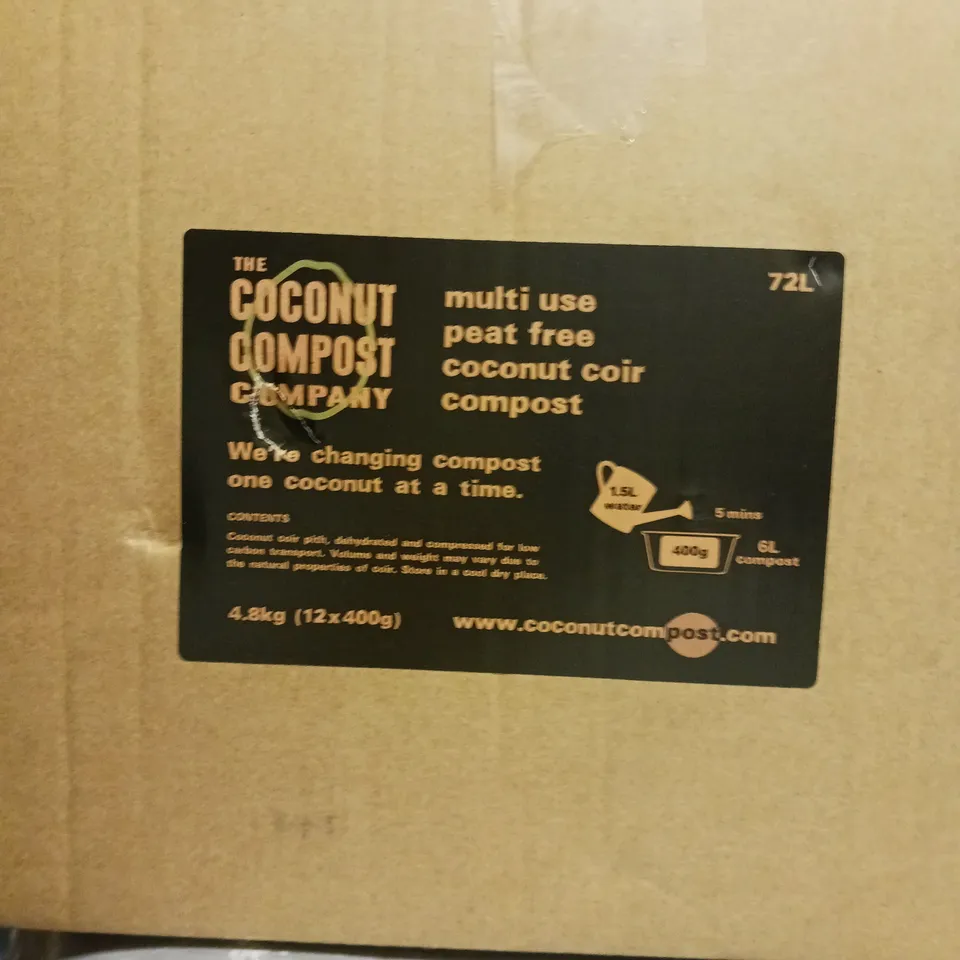 THE
COCONUT
COMPOST
COMPANY
multi use
peat free
coconut coir
compost
72L
We're changing compost
one coconut at a time.
CONTENTS
Coconut coir pith, dehydrated and compressed for low
carbon transport. Volume and weight may vary due to
the natural properties of coir. Store in a cool dry place.
1.5L
water
5 mins
400g
6L
compost
4.8kg (12x400g)
www.coconutcompost.com